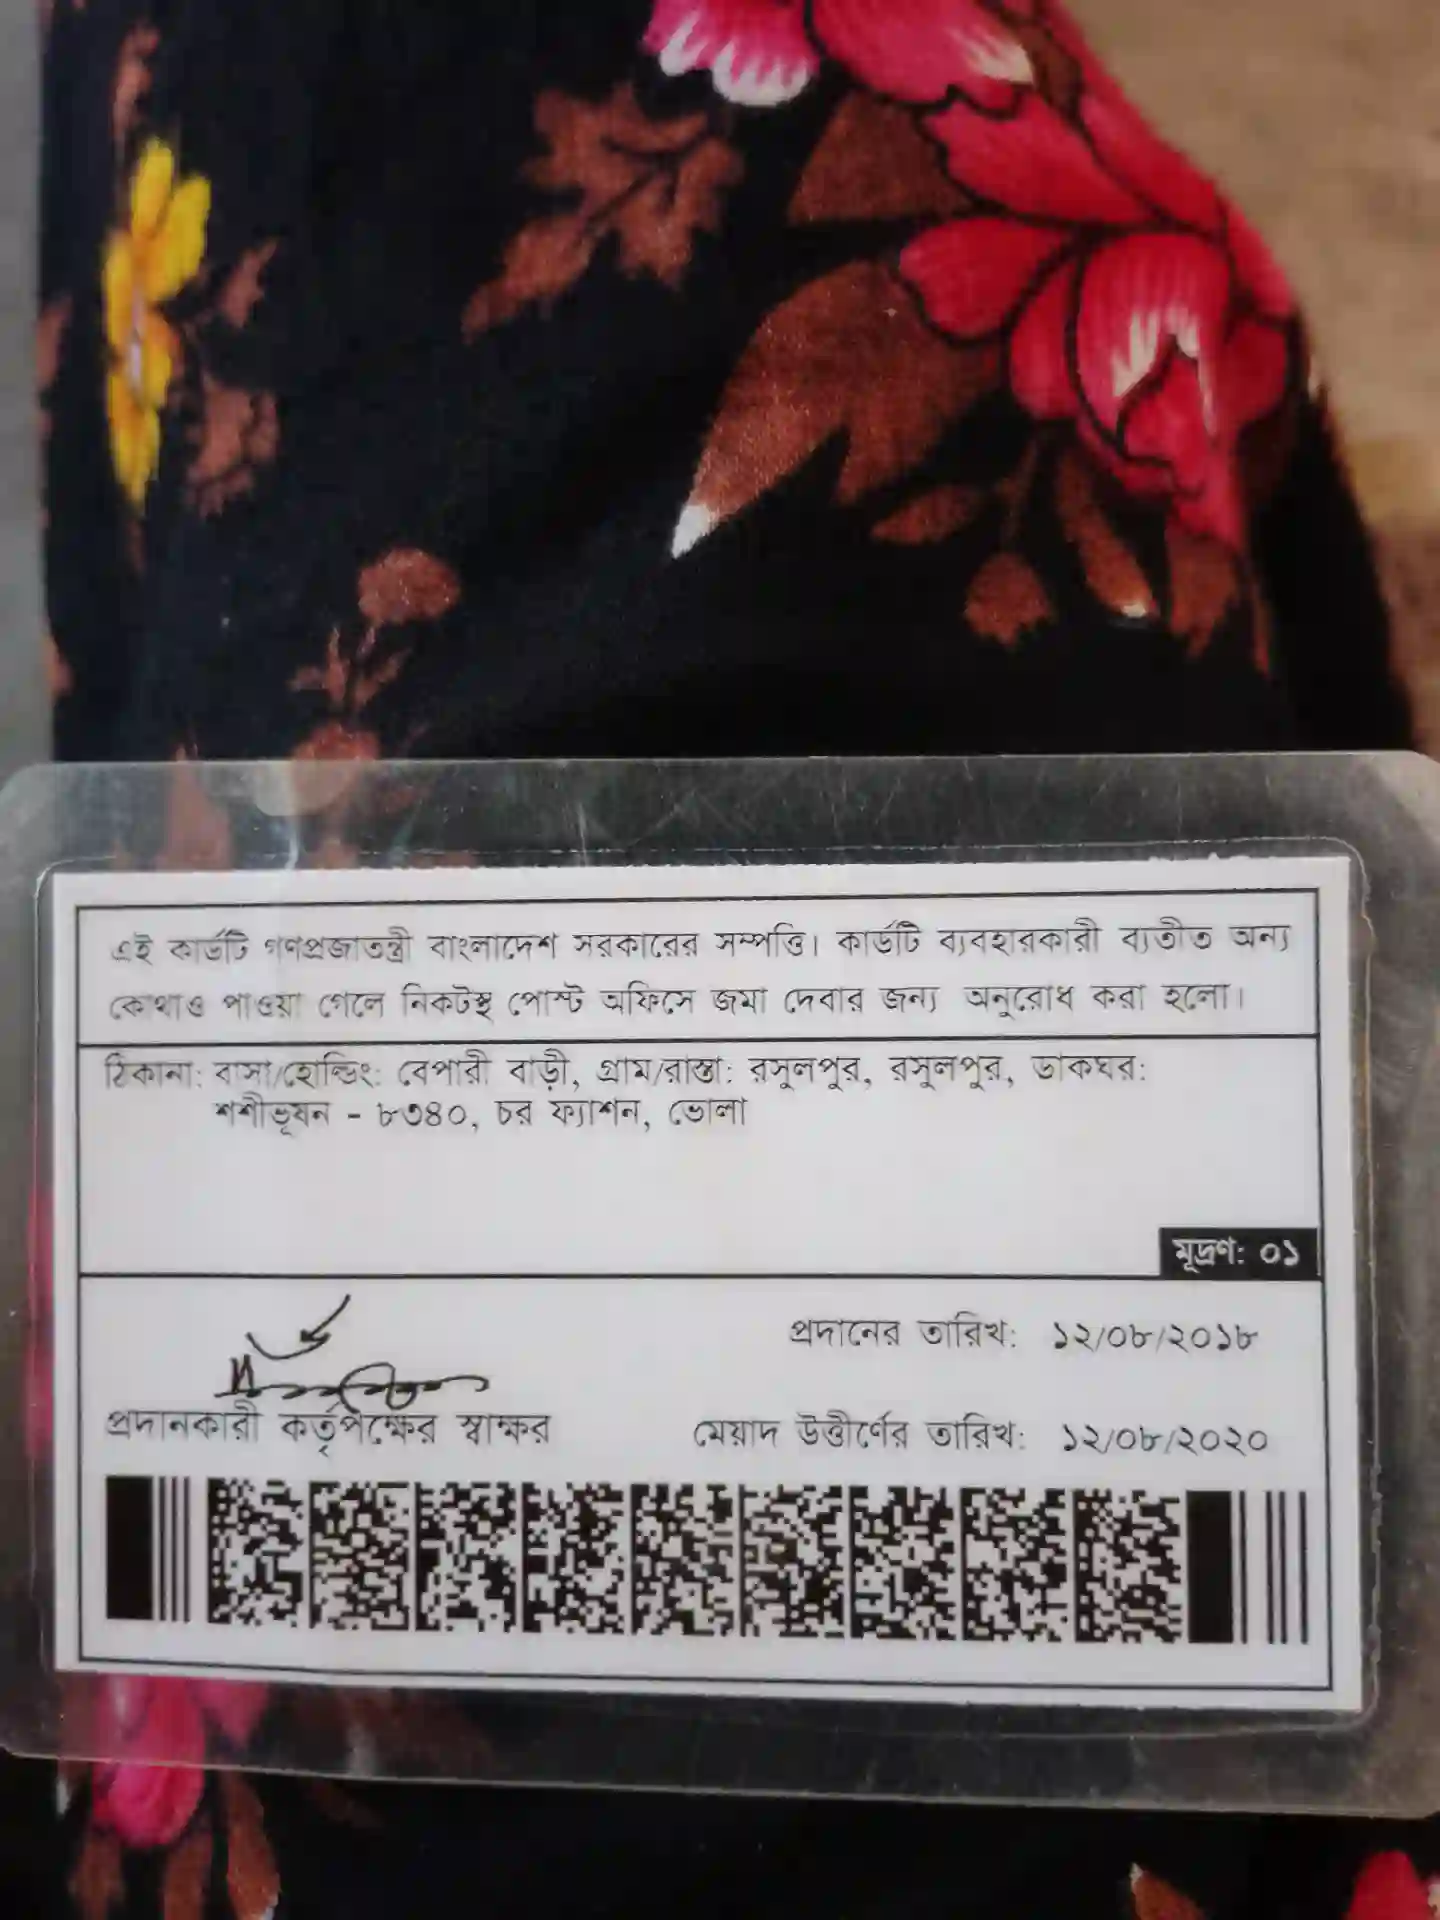 এই কার্ডটি গণপ্রজাতন্ত্রী বাংলাদেশ সরকারের সম্পত্তি। কার্ডটি ব্যবহারকারী ব্যতীত অন্য
কোথাও পাওয়া গেলে নিকটস্থ পোস্ট অফিসে জমা দেবার জন্য অনুরোধ করা হলো।
ঠিকানা: বাসা/হোল্ডিং: বেপারী বাড়ী, গ্রাম/রাস্তা: রসুলপুর, রসুলপুর, ডাকঘর:
শশীভূষন - ৮৩৪০, চর ফ্যাশন, ভোলা
মূদ্রণ: ০১
প্রদানের তারিখ: ১২/০৮/২০১৮
প্রদানকারী কর্তৃপক্ষের স্বাক্ষর
মেয়াদ উত্তীর্ণের তারিখ: ১২/০৮/২০২০